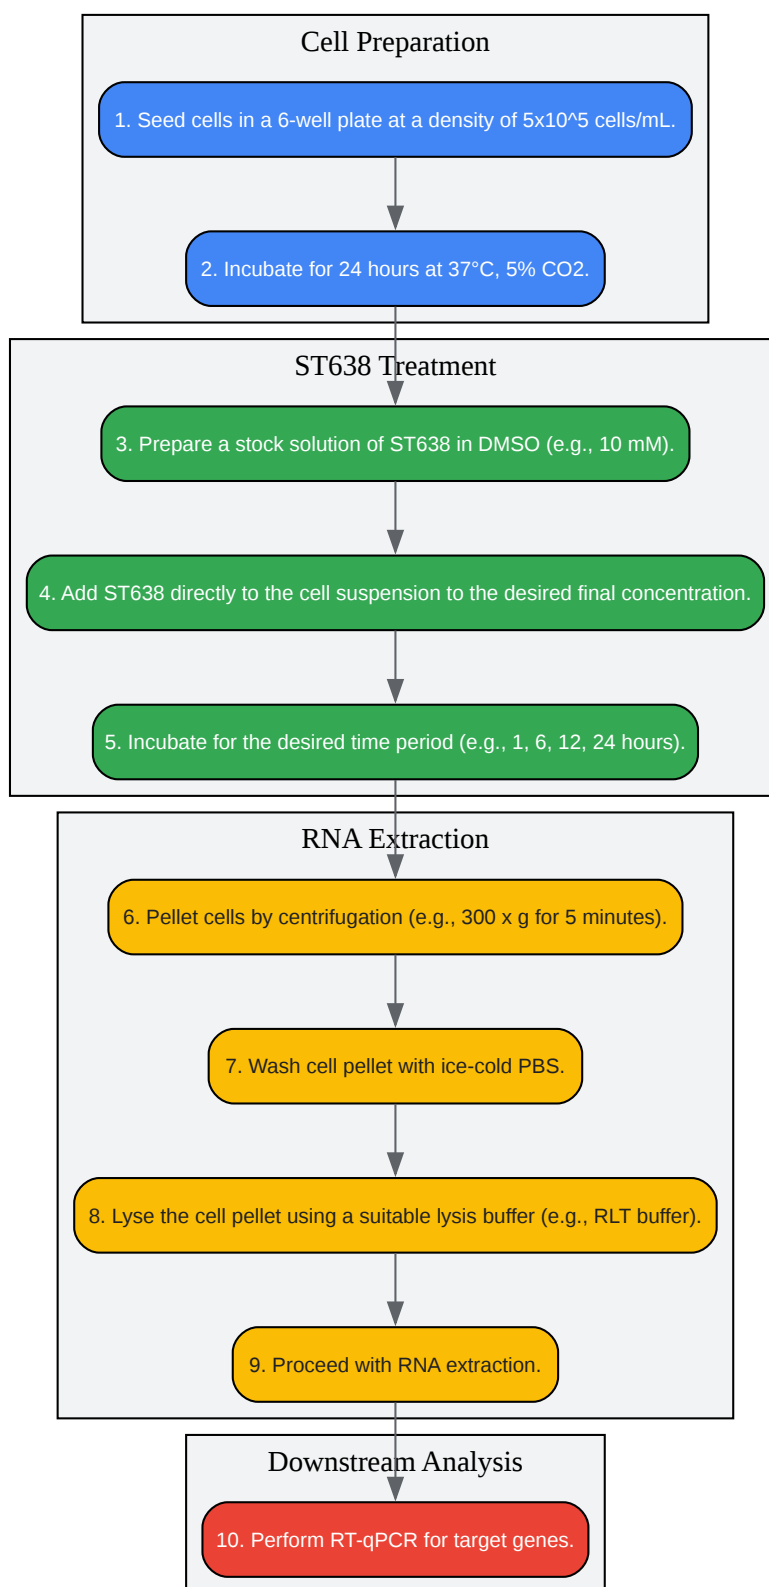 Cell Preparation
1. Seed cells in a 6-well plate at a density of 5x10^5 cells/mL.
2. Incubate for 24 hours at 37°C, 5% CO2.
ST638 Treatment
3. Prepare a stock solution of ST638 in DMSO (e.g., 10 mM).
4. Add ST638 directly to the cell suspension to the desired final concentration.
5. Incubate for the desired time period (e.g., 1, 6, 12, 24 hours).
RNA Extraction
6. Pellet cells by centrifugation (e.g., 300 x g for 5 minutes).
7. Wash cell pellet with ice-cold PBS.
8. Lyse the cell pellet using a suitable lysis buffer (e.g., RLT buffer).
9. Proceed with RNA extraction.
Downstream Analysis
10. Perform RT-qPCR for target genes.